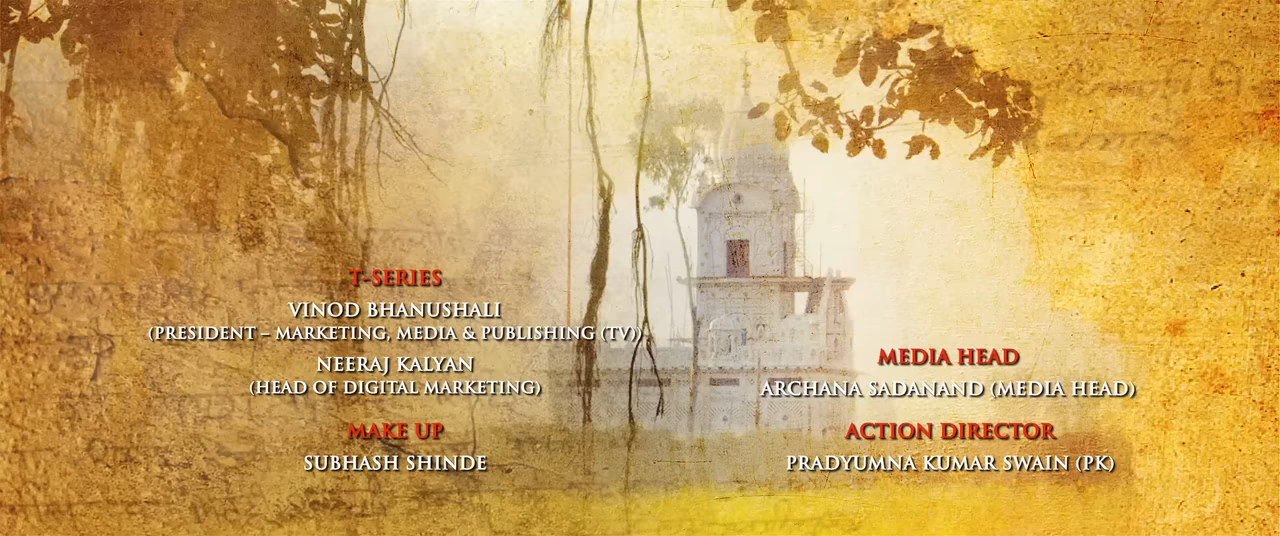 T-SERIES
VINOD BHANUSHALI
(PRESIDENT – MARKETING, MEDIA & PUBLISHING (TV))
NEERAJ KALYAN
(HEAD OF DIGITAL MARKETING)
MAKE UP
SUBHASH SHINDE
MEDIA HEAD
ARCHANA SADANAND (MEDIA HEAD)
ACTION DIRECTOR
PRADYUMNA KUMAR SWAIN (PK)